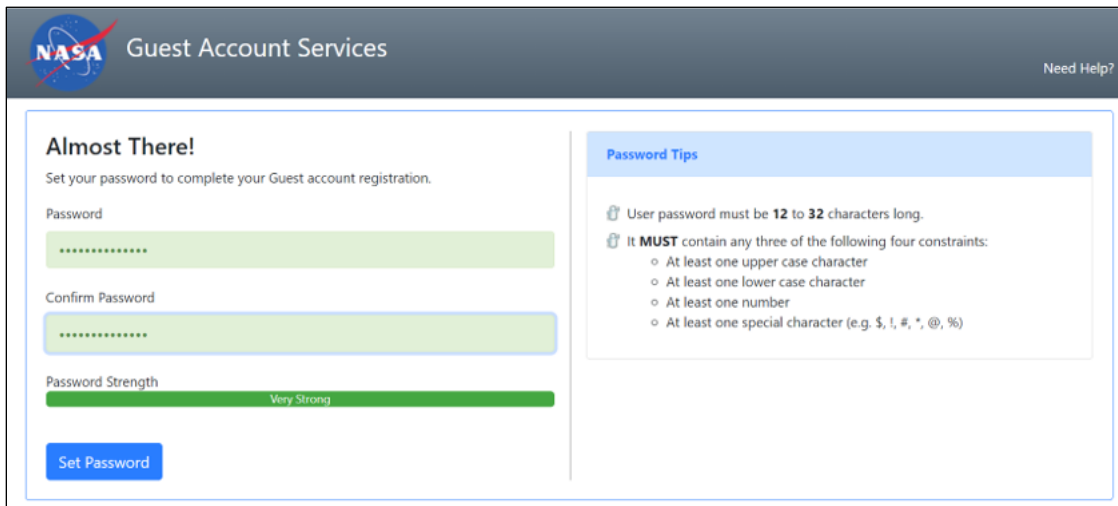 NASA
Guest Account Services
Need Help?
Almost There!
Set your password to complete your Guest account registration.
Password
••••••••••••••
Confirm Password
••••••••••••••
Password Strength
Very Strong
Set Password
Password Tips
User password must be 12 to 32 characters long.
It MUST contain any three of the following four constraints:
At least one upper case character
At least one lower case character
At least one number
At least one special character (e.g. $, !, #, *, @, %)